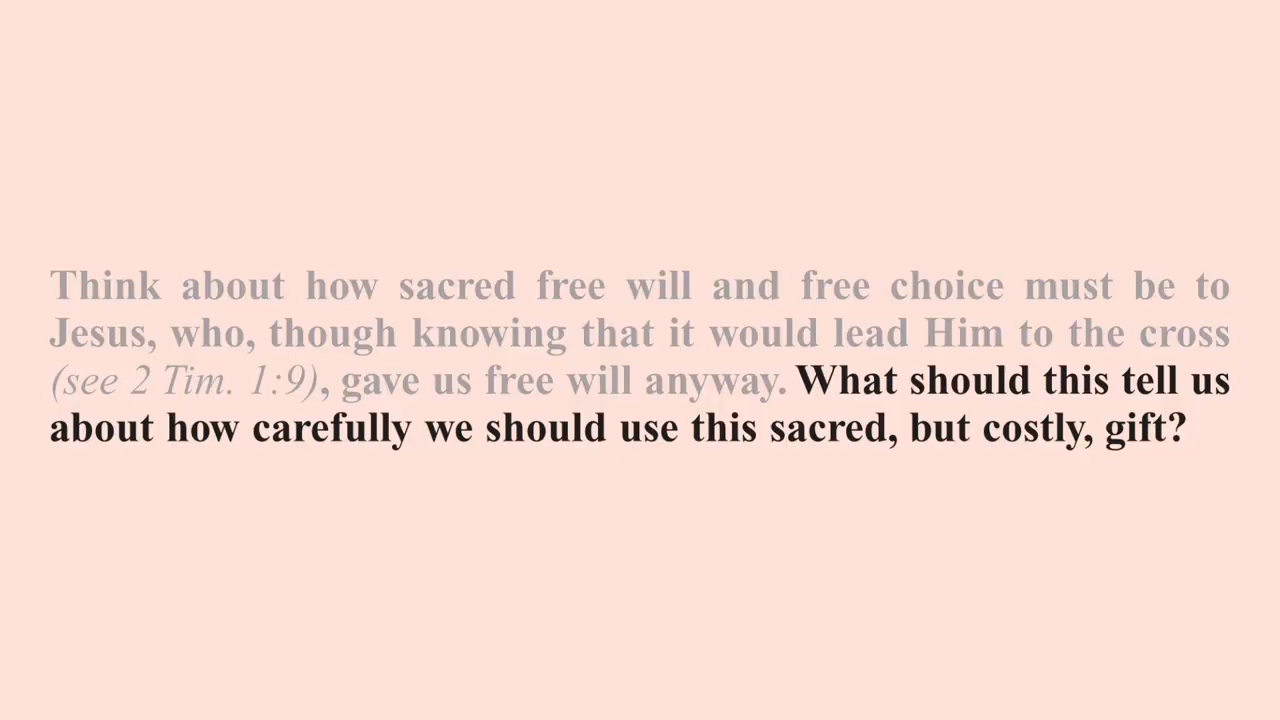 Think about how sacred free will and free choice must be to
Jesus, who, though knowing that it would lead Him to the cross
(see 2 Tim. 1:9), gave us free will anyway. What should this tell us
about how carefully we should use this sacred, but costly, gift?